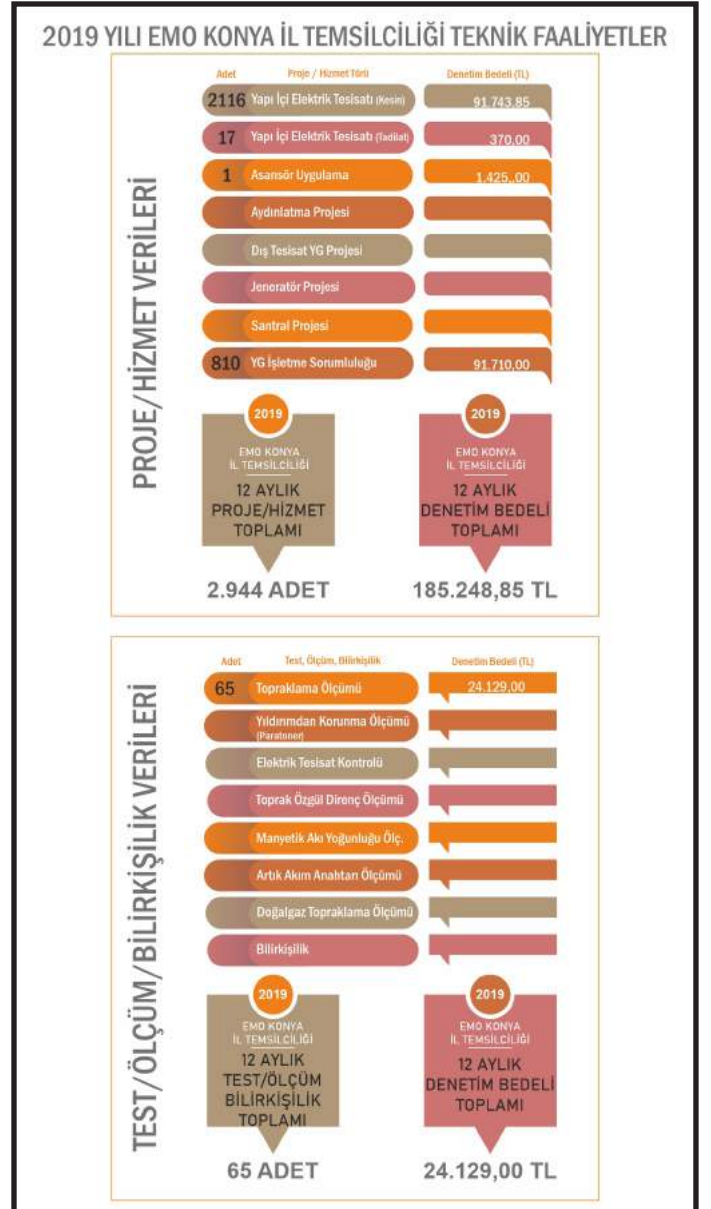 2019 YILI EMO KONYA İL TEMSİLCİLİĞİ TEKNİK FAALİYETLER
PROJE/HİZMET VERİLERİ
Adet Proje / Hizmet Türü Denetim Bedeli (TL)
2116 Yapı İçi Elektrik Tesisatı (Kesin) 91.743,85
17 Yapı İçi Elektrik Tesisatı (Tadilat) 370,00
1 Asansör Uygulama 1.425,,00
Aydınlatma Projesi
Dış Tesisat YG Projesi
Jeneratör Projesi
Santral Projesi
810 YG İşletme Sorumluluğu 91.710,00
2019
EMO KONYA
İL TEMSİLCİLİĞİ
12 AYLIK
PROJE/HİZMET
TOPLAMI
2.944 ADET
2019
EMO KONYA
İL TEMSİLCİLİĞİ
12 AYLIK
DENETİM BEDELİ
TOPLAMI
185.248,85 TL
TEST/ÖLÇÜM/BİLİRKİŞİLİK VERİLERİ
Adet Test, Ölçüm, Bilirkişilik Denetim Bedeli (TL)
65 Topraklama Ölçümü 24.129,00
Yıldırımdan Korunma Ölçümü
(Paratoner)
Elektrik Tesisat Kontrolü
Toprak Özgül Direnç Ölçümü
Manyetik Akı Yoğunluğu Ölç.
Artık Akım Anahtarı Ölçümü
Doğalgaz Topraklama Ölçümü
Bilirkişilik
2019
EMO KONYA
İL TEMSİLCİLİĞİ
12 AYLIK
TEST/ÖLÇÜM
BİLİRKİŞİLİK
TOPLAMI
65 ADET
2019
EMO KONYA
İL TEMSİLCİLİĞİ
12 AYLIK
DENETİM BEDELİ
TOPLAMI
24.129,00 TL